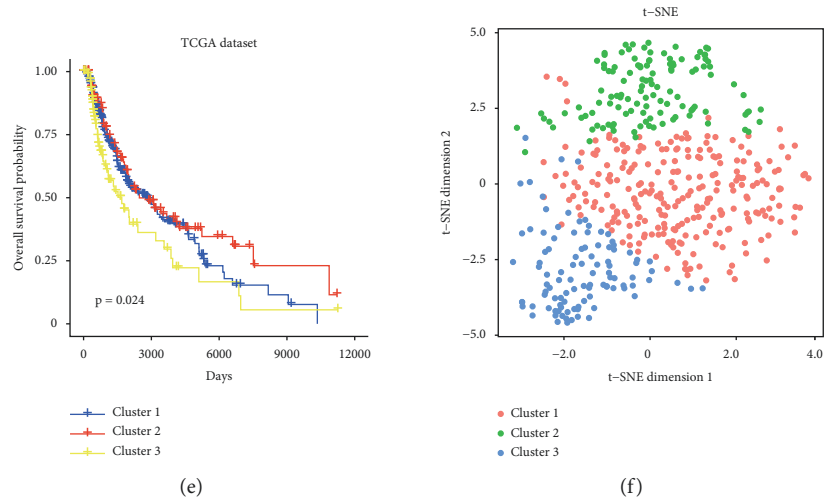 TCGA dataset
1.00
0.75
0.50
0.25
0
Overall survival probability
p = 0.024
0
3000
6000
9000
12000
Days
Cluster 1
Cluster 2
Cluster 3
(e)
t−SNE
5.0
2.5
0
−2.5
−5.0
t−SNE dimension 2
−2.0
0
2.0
4.0
t−SNE dimension 1
Cluster 1
Cluster 2
Cluster 3
(f)